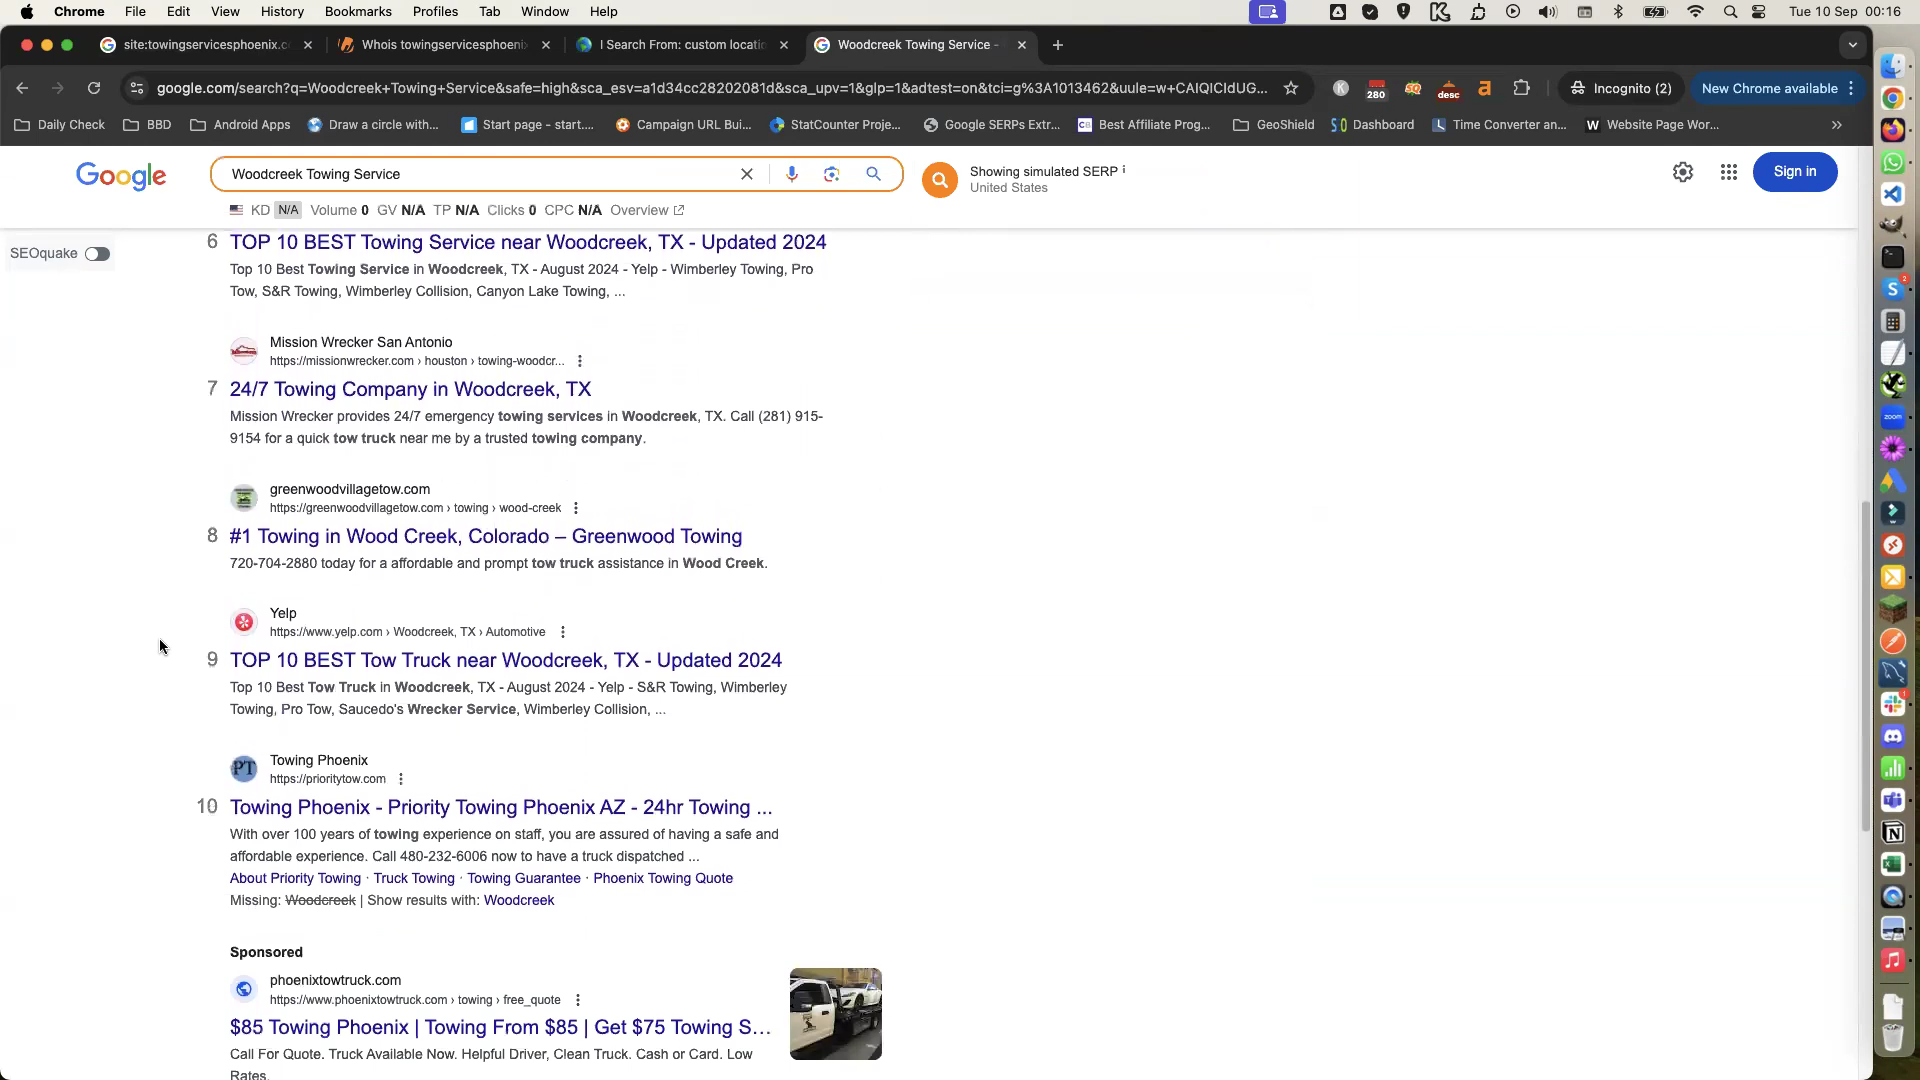 Chrome File Edit View History Bookmarks Profiles Tab Window Help Tue 10 Sep 00:16
site:towingservicesphoenix.c Whois towingservicesphoeni I Search From: custom locatio Woodcreek Towing Service -
google.com/search?q=Woodcreek+Towing+Service&safe=high&sca_esv=a1d34cc28202081d&sca_upv=1&glp=1&adtest=on&tci=g%3A1013462&uule=w+CAIQICIdUG... 280 SQ desc a Incognito (2) New Chrome available
Daily Check BBD Android Apps Draw a circle with... Start page - start.... Campaign URL Bui... StatCounter Proje... Google SERPs Extr... Best Affiliate Prog... GeoShield Dashboard Time Converter an... Website Page Wor... »
Google Woodcreek Towing Service Showing simulated SERP i
United States
Sign in
KD N/A Volume 0 GV N/A TP N/A Clicks 0 CPC N/A Overview
SEOquake
6 TOP 10 BEST Towing Service near Woodcreek, TX - Updated 2024
Top 10 Best Towing Service in Woodcreek, TX - August 2024 - Yelp - Wimberley Towing, Pro
Tow, S&R Towing, Wimberley Collision, Canyon Lake Towing, ...
Mission Wrecker San Antonio
https://missionwrecker.com › houston › towing-woodcr...
7 24/7 Towing Company in Woodcreek, TX
Mission Wrecker provides 24/7 emergency towing services in Woodcreek, TX. Call (281) 915-
9154 for a quick tow truck near me by a trusted towing company.
greenwoodvillagetow.com
https://greenwoodvillagetow.com › towing › wood-creek
8 #1 Towing in Wood Creek, Colorado – Greenwood Towing
720-704-2880 today for a affordable and prompt tow truck assistance in Wood Creek.
Yelp
https://www.yelp.com › Woodcreek, TX › Automotive
9 TOP 10 BEST Tow Truck near Woodcreek, TX - Updated 2024
Top 10 Best Tow Truck in Woodcreek, TX - August 2024 - Yelp - S&R Towing, Wimberley
Towing, Pro Tow, Saucedo's Wrecker Service, Wimberley Collision, ...
PT Towing Phoenix
https://prioritytow.com
10 Towing Phoenix - Priority Towing Phoenix AZ - 24hr Towing ...
With over 100 years of towing experience on staff, you are assured of having a safe and
affordable experience. Call 480-232-6006 now to have a truck dispatched ...
About Priority Towing · Truck Towing · Towing Guarantee · Phoenix Towing Quote
Missing: Woodcreek | Show results with: Woodcreek
Sponsored
phoenixtowtruck.com
https://www.phoenixtowtruck.com › towing › free_quote
$85 Towing Phoenix | Towing From $85 | Get $75 Towing S...
Call For Quote. Truck Available Now. Helpful Driver, Clean Truck. Cash or Card. Low
Rates.
zoom